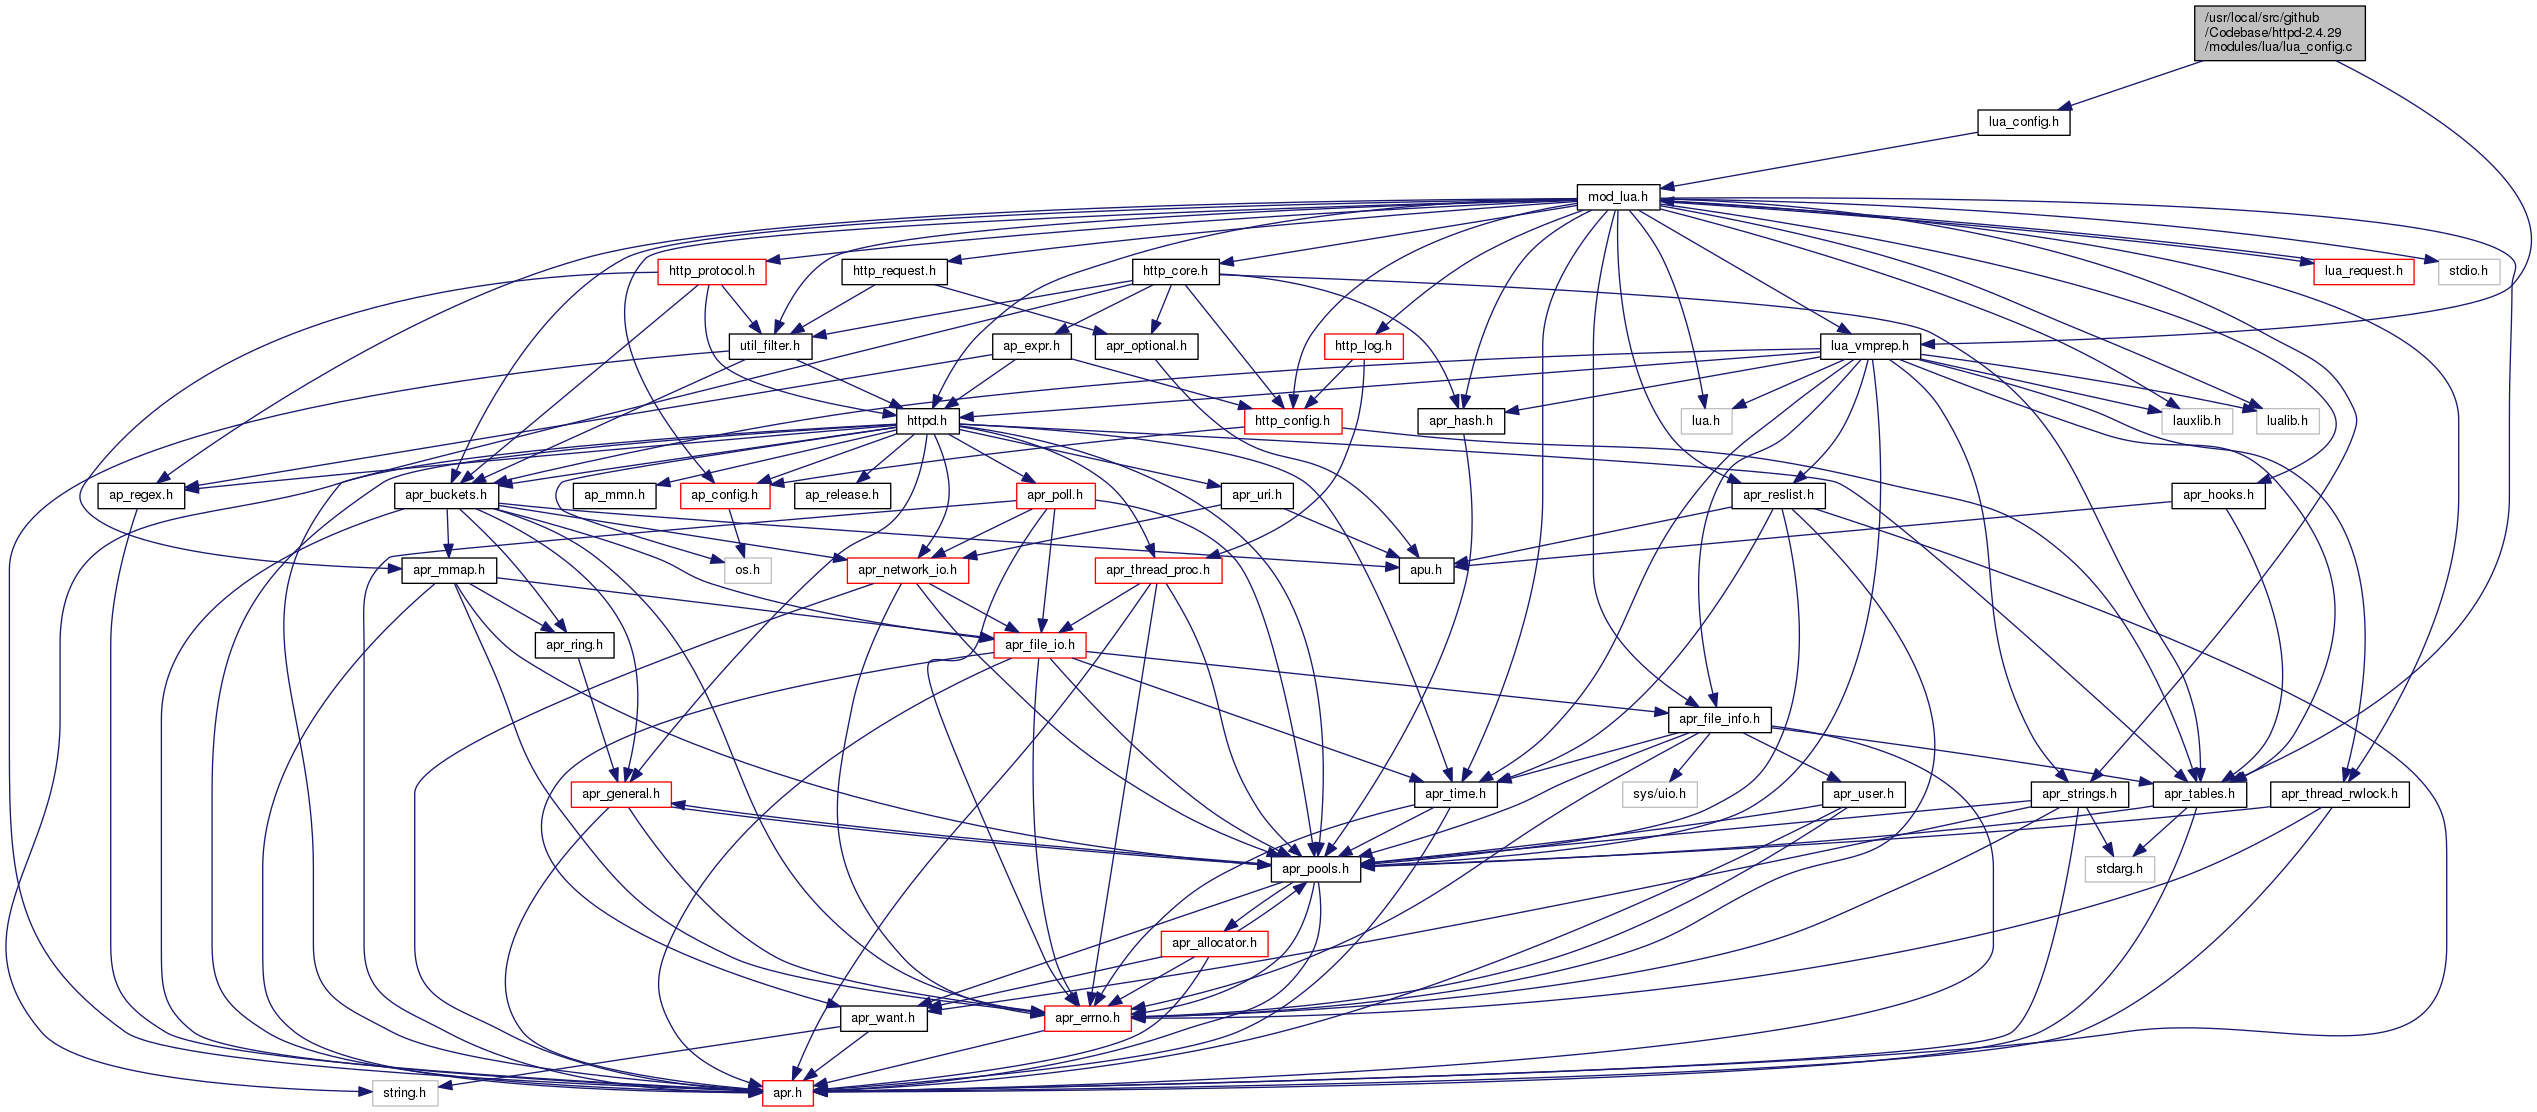 /usr/local/src/github
/Codebase/httpd-2.4.29
/modules/lua/lua_config.c
lua_config.h
mod_lua.h
http_protocol.h
http_request.h
http_core.h
lua_request.h
stdio.h
util_filter.h
ap_expr.h
apr_optional.h
http_log.h
lua_vmprep.h
httpd.h
http_config.h
apr_hash.h
lua.h
lauxlib.h
lualib.h
ap_regex.h
apr_buckets.h
ap_mmn.h
ap_config.h
ap_release.h
apr_poll.h
apr_uri.h
apr_reslist.h
apr_hooks.h
apr_mmap.h
os.h
apr_network_io.h
apr_thread_proc.h
apu.h
apr_ring.h
apr_file_io.h
apr_file_info.h
apr_general.h
apr_time.h
sys/uio.h
apr_user.h
apr_strings.h
apr_tables.h
apr_thread_rwlock.h
apr_pools.h
stdarg.h
apr_allocator.h
apr_want.h
apr_errno.h
string.h
apr.h